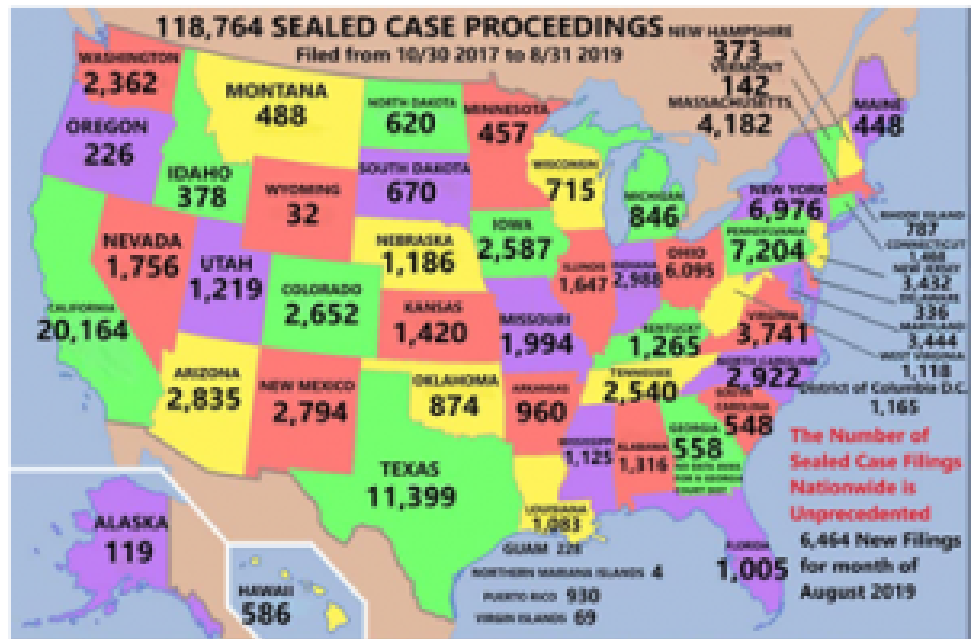 118,764 SEALED CASE PROCEEDINGS
Filed from 10/30 2017 to 8/31 2019
NEW HAMPSHIRE
373
VERMONT
142
MASSACHUSETTS
4,182
WASHINGTON
2,362
MONTANA
488
NORTH DAKOTA
620
MINNESOTA
457
MAINE
448
OREGON
226
IDAHO
378
WYOMING
32
SOUTH DAKOTA
670
WISCONSIN
715
MICHIGAN
846
NEW YORK
6,976
RHODE ISLAND
787
CONNECTICUT
1,468
NEW JERSEY
3,432
DELAWARE
336
MARYLAND
3,444
WEST VIRGINIA
1,118
District of Columbia D.C.
1,165
NEVADA
1,756
UTAH
1,219
COLORADO
2,652
NEBRASKA
1,186
IOWA
2,587
ILLINOIS
1,647
INDIANA
2,988
OHIO
6,095
PENNSYLVANIA
7,204
CALIFORNIA
20,164
KANSAS
1,420
MISSOURI
1,994
KENTUCKY
1,265
VIRGINIA
3,741
ARIZONA
2,835
NEW MEXICO
2,794
OKLAHOMA
874
ARKANSAS
960
TENNESSEE
2,540
NORTH CAROLINA
2,922
SOUTH
CAROLINA
548
TEXAS
11,399
LOUISIANA
1,083
MISSISSIPPI
1,125
ALABAMA
1,316
GEORGIA
558
FLORIDA
1,005
ALASKA
119
HAWAII
586
GUAM 228
NORTHERN MARIANA ISLANDS 4
PUERTO RICO 930
VIRGIN ISLANDS 69
The Number of
Sealed Case Filings
Nationwide is
Unprecedented
6,464 New Filings
for month of
August 2019